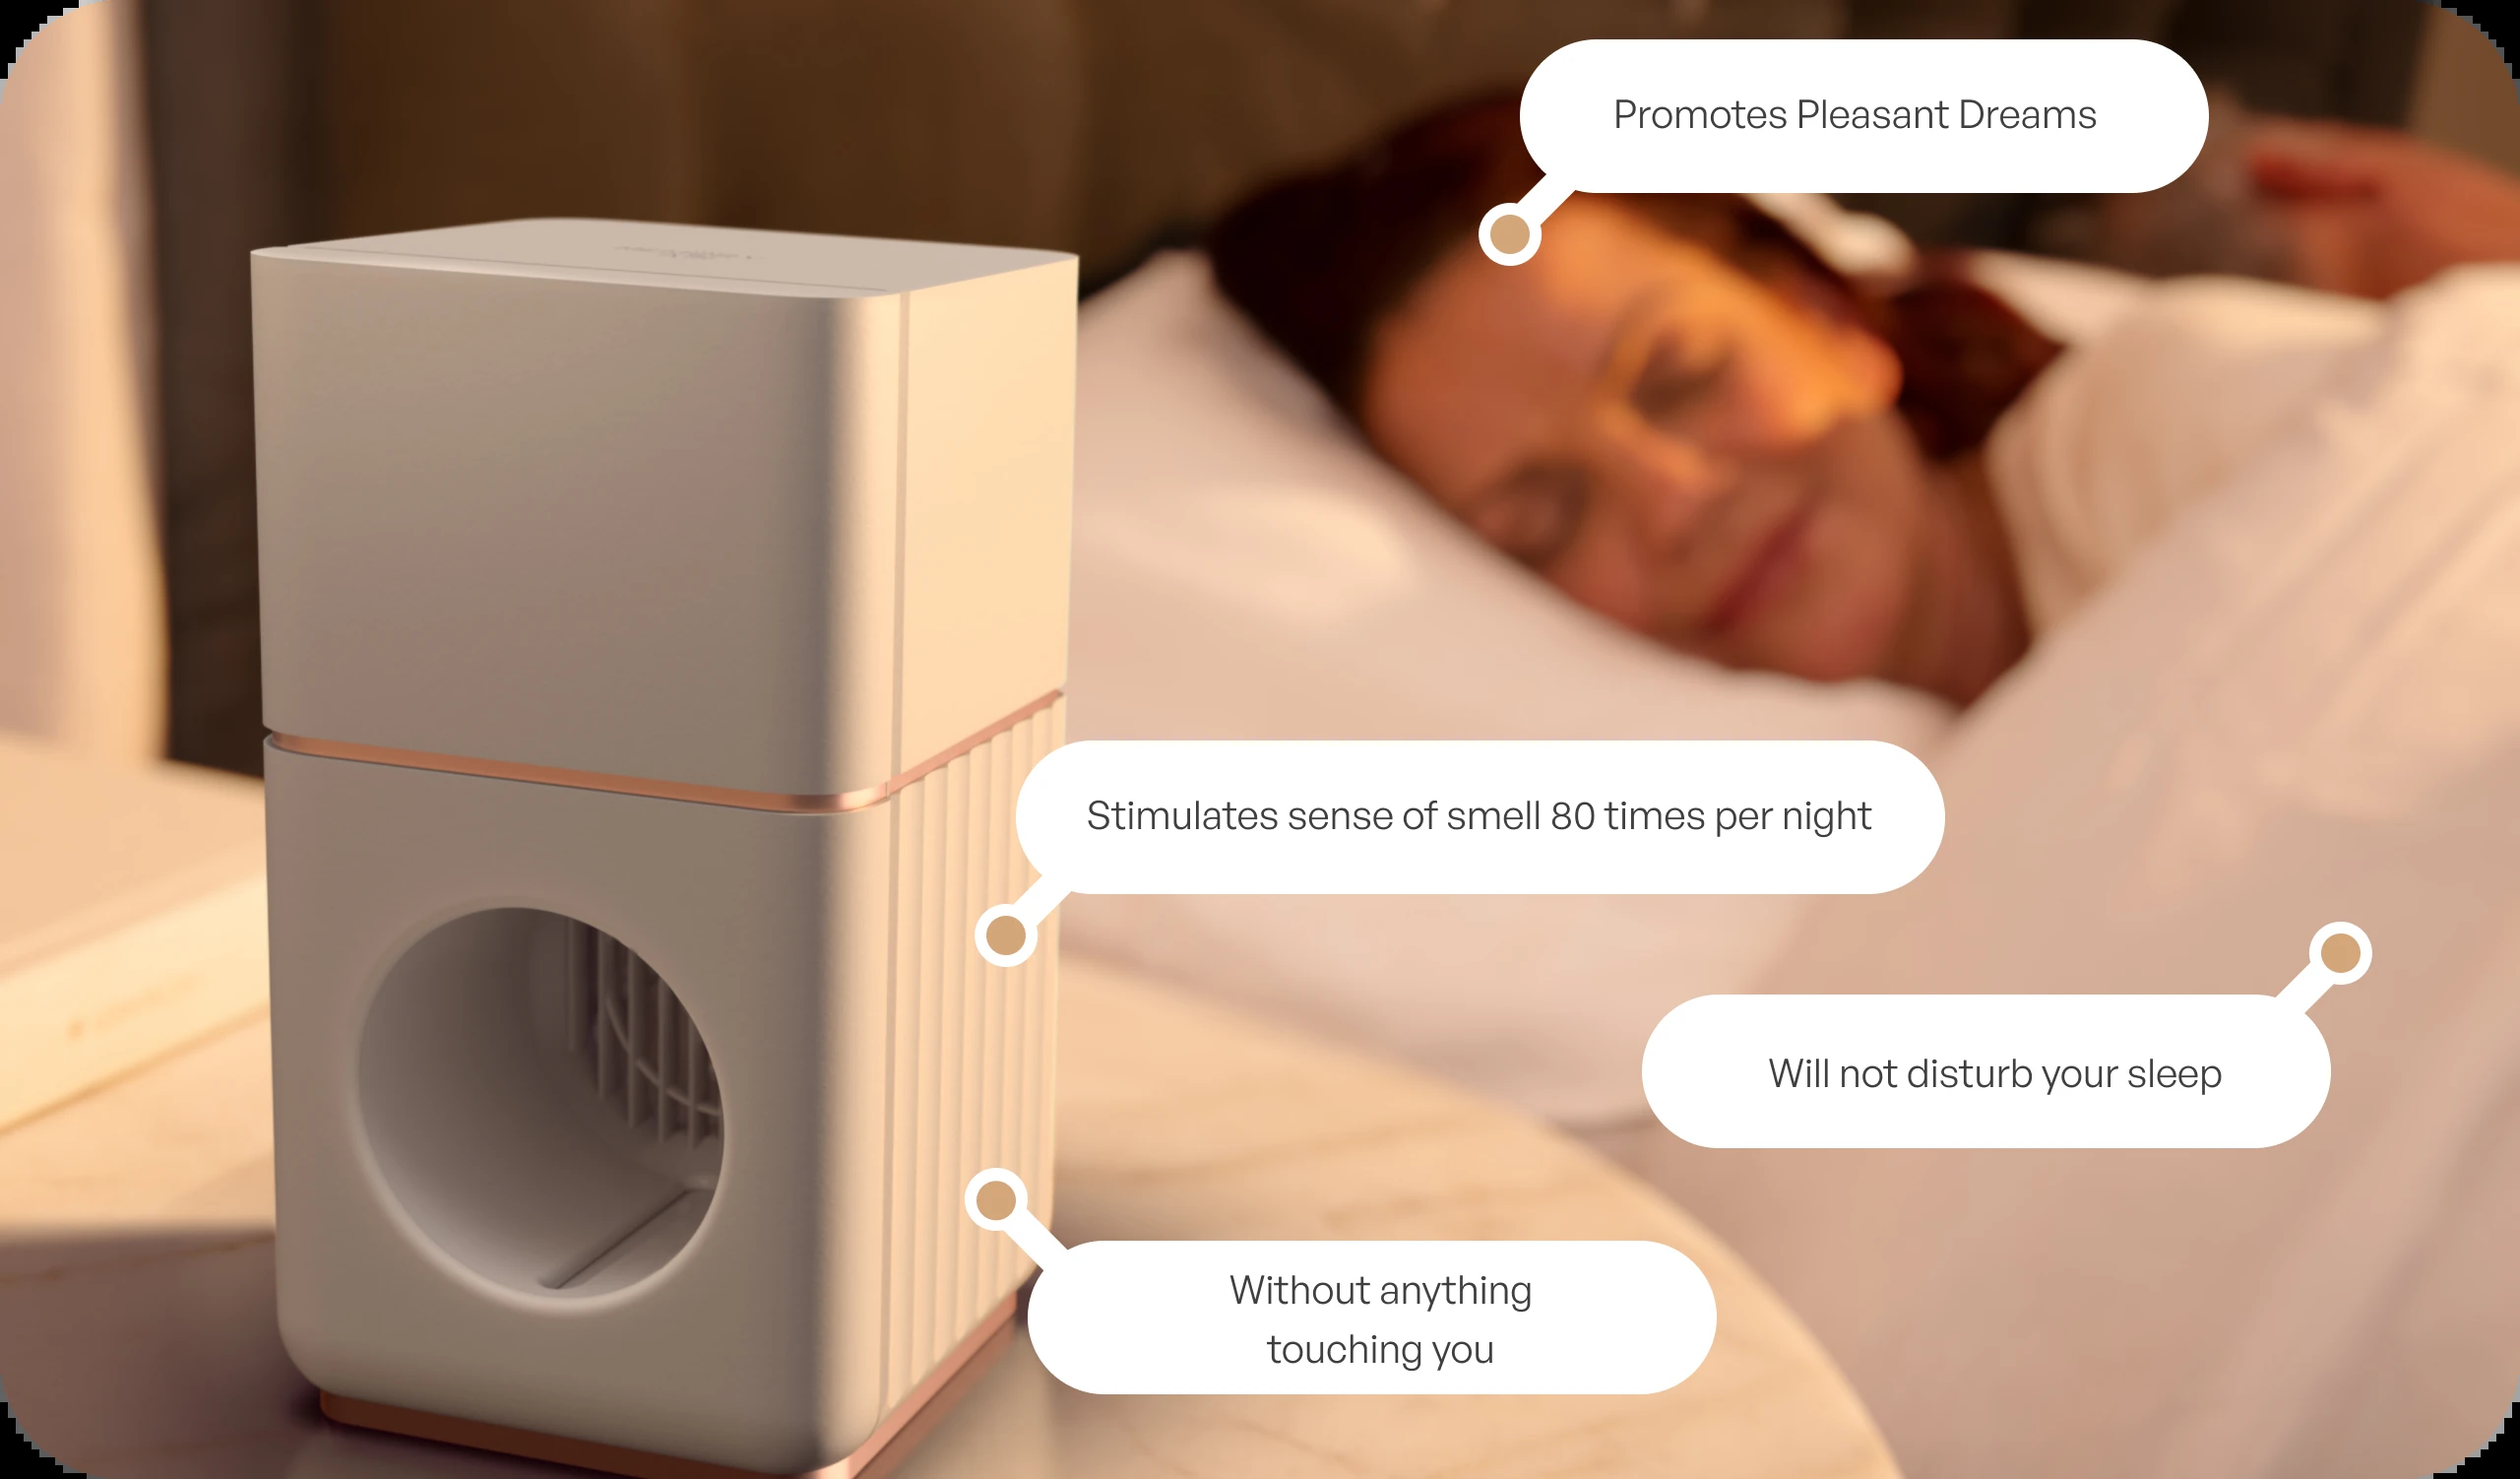 Promotes Pleasant Dreams
Stimulates sense of smell 80 times per night
Will not disturb your sleep
Without anything
touching you